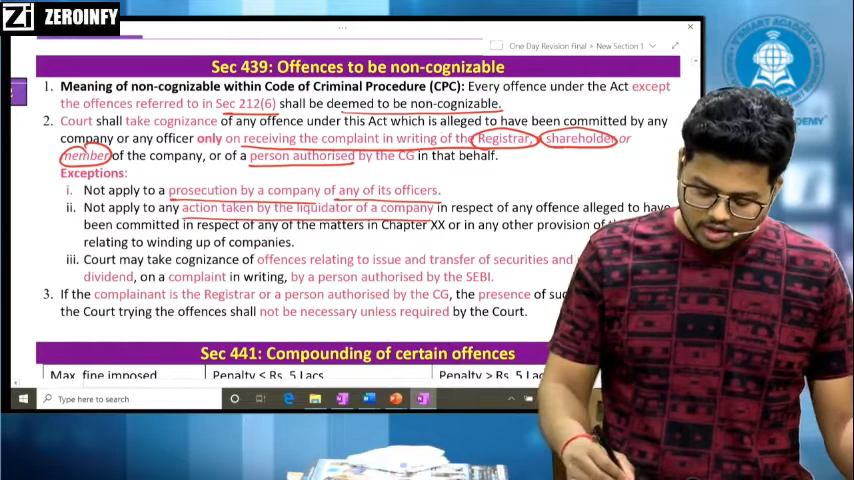 Zi ZEROINFY
One Day Revision Final > New Section 1
V'SMART ACADEMY
Sec 439: Offences to be non-cognizable
1. Meaning of non-cognizable within Code of Criminal Procedure (CPC): Every offence under the Act except
the offences referred to in Sec 212(6) shall be deemed to be non-cognizable.
2. Court shall take cognizance of any offence under this Act which is alleged to have been committed by any
company or any officer only on receiving the complaint in writing of the Registrar, shareholder or
member of the company, or of a person authorised by the CG in that behalf.
Exceptions:
i. Not apply to a prosecution by a company of any of its officers.
ii. Not apply to any action taken by the liquidator of a company in respect of any offence alleged to have
been committed in respect of any of the matters in Chapter XX or in any other provision of
relating to winding up of companies.
iii. Court may take cognizance of offences relating to issue and transfer of securities and
dividend, on a complaint in writing, by a person authorised by the SEBI.
3. If the complainant is the Registrar or a person authorised by the CG, the presence of
the Court trying the offences shall not be necessary unless required by the Court.
Sec 441: Compounding of certain offences
Max. fine imposed Penalty < Rs. 5 Lacs Penalty > Rs. 5 Lacs
Type here to search